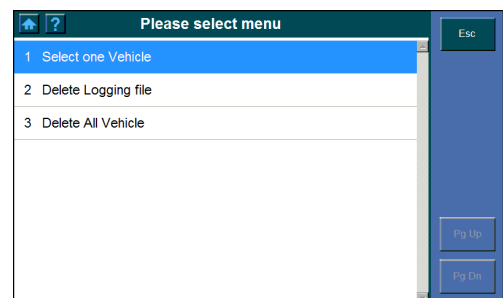 ? Please select menu
Esc
1 Select one Vehicle
2 Delete Logging file
3 Delete All Vehicle
Pg Up
Pg Dn